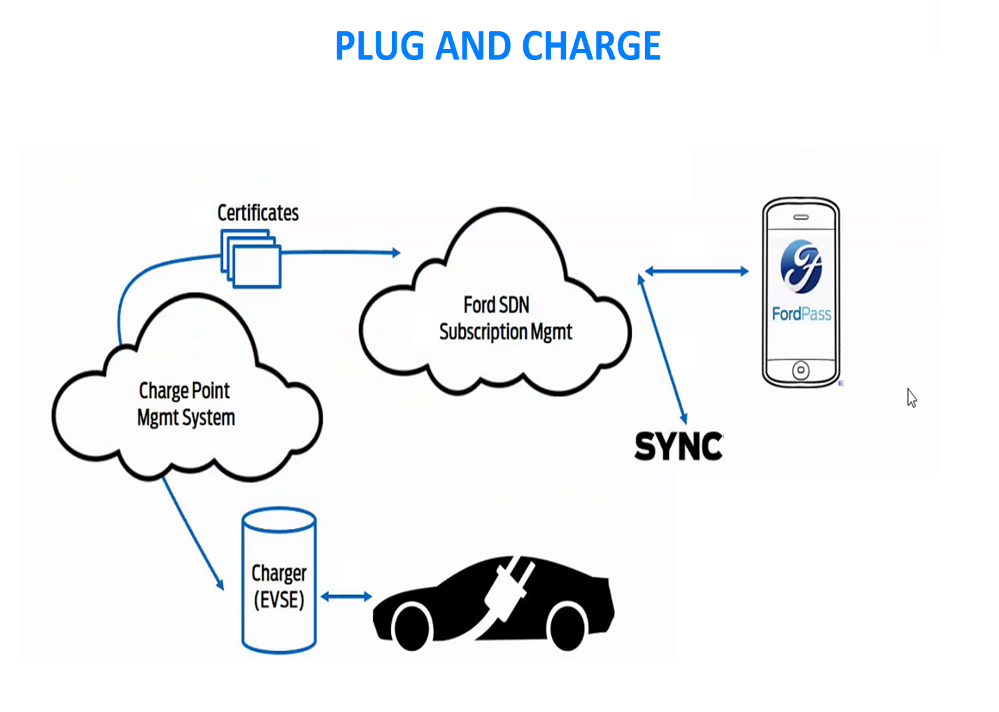 PLUG AND CHARGE
Certificates
Ford SDN
Subscription Mgmt
FordPass
Charge Point
Mgmt System
SYNC
Charger
(EVSE)